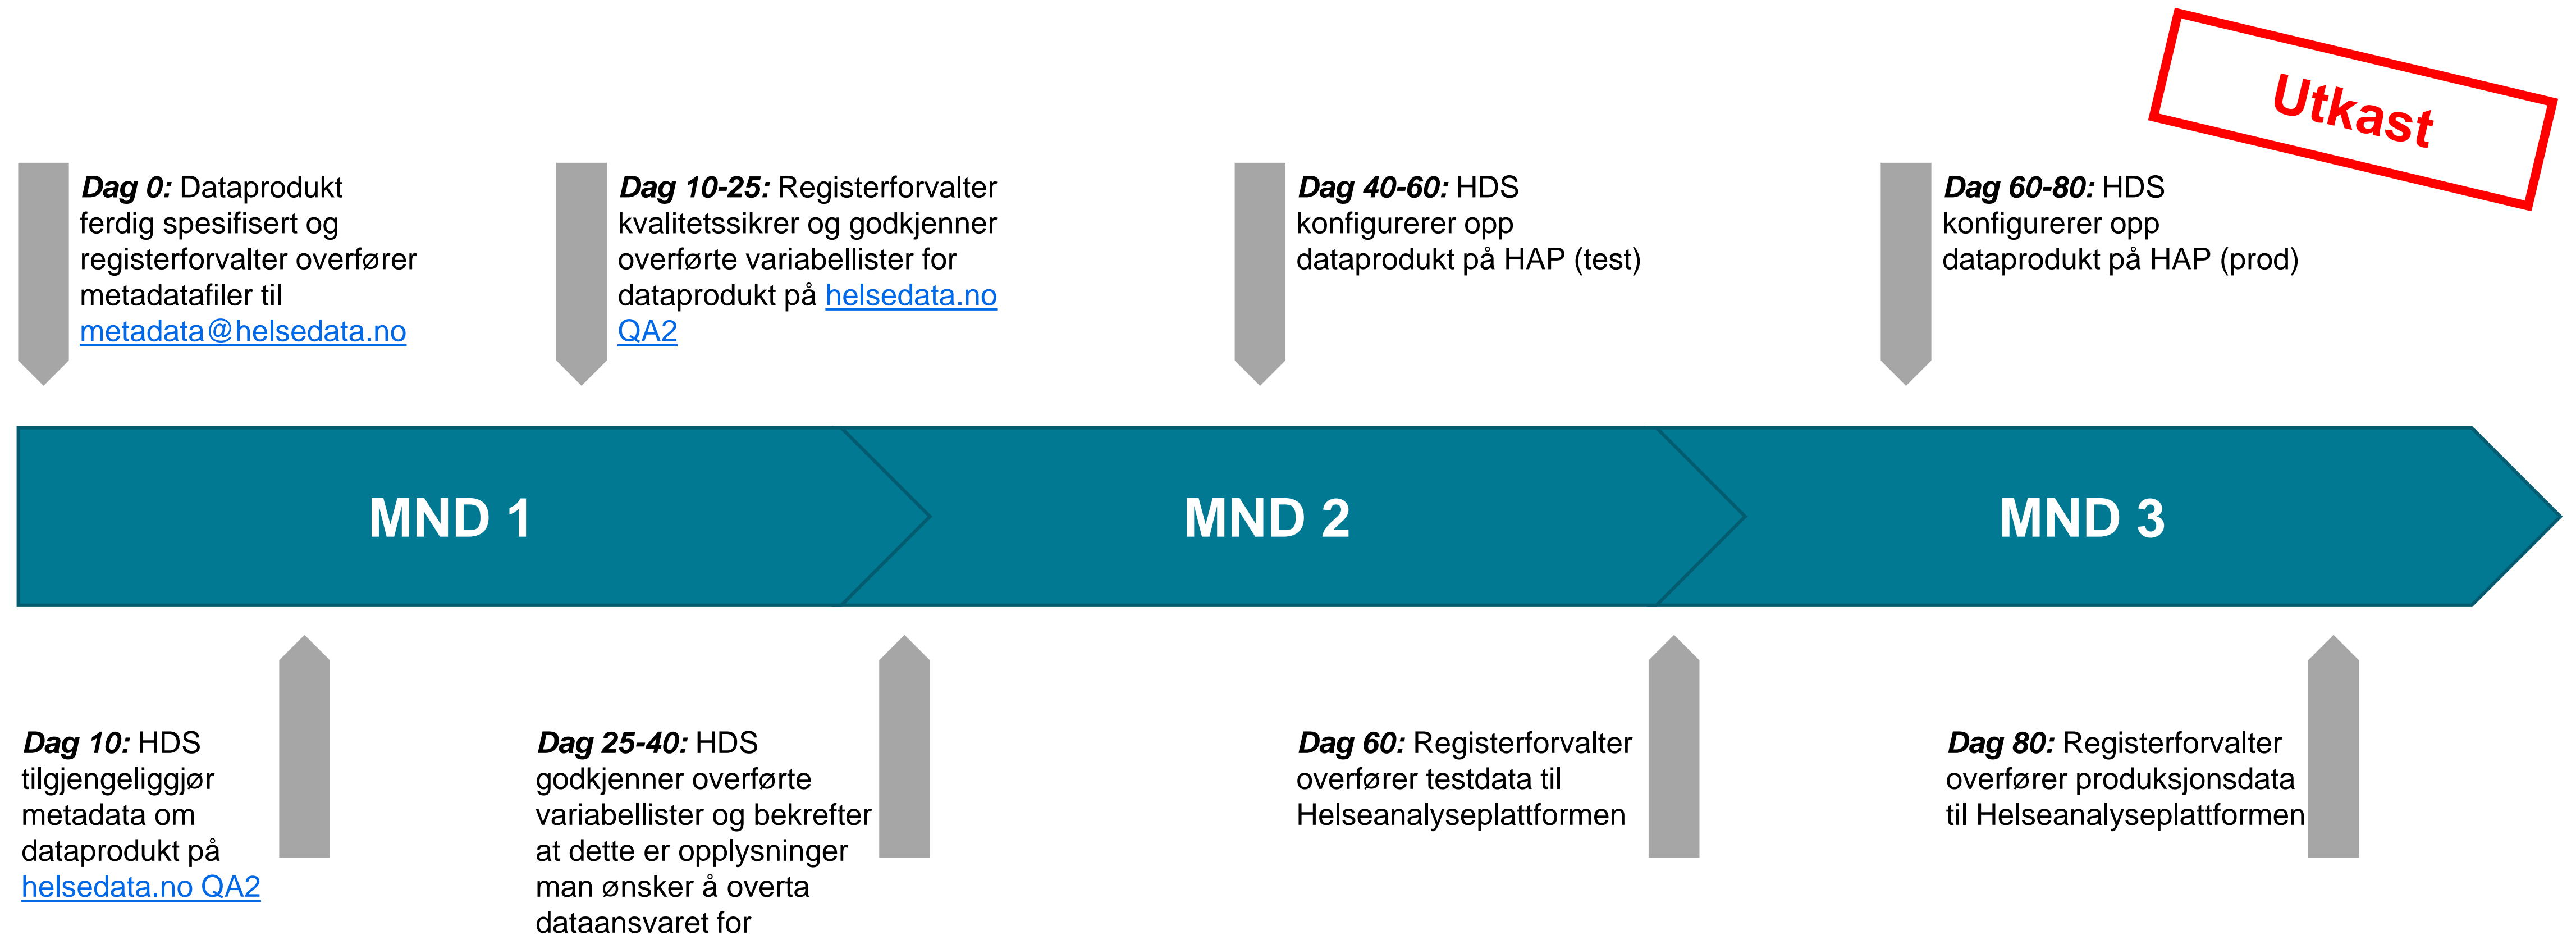 Utkast
Dag 0: Dataprodukt
ferdig spesifisert og
registerforvalter overfører
metadatafiler til
metadata@helsedata.no
Dag 10-25: Registerforvalter
kvalitetssikrer og godkjenner
overførte variabellister for
dataprodukt på helsedata.no
QA2
Dag 40-60: HDS
konfigurerer opp
dataprodukt på HAP (test)
Dag 60-80: HDS
konfigurerer opp
dataprodukt på HAP (prod)
MND 1
MND 2
MND 3
Dag 10: HDS
tilgjengeliggjør
metadata om
dataprodukt på
helsedata.no QA2
Dag 25-40: HDS
godkjenner overførte
variabellister og bekrefter
at dette er opplysninger
man ønsker å overta
dataansvaret for
Dag 60: Registerforvalter
overfører testdata til
Helseanalyseplattformen
Dag 80: Registerforvalter
overfører produksjonsdata
til Helseanalyseplattformen